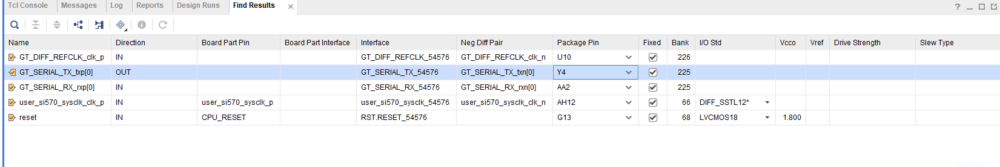 Tcl Console Messages Log Reports Design Runs Find Results
Name Direction Board Part Pin Board Part Interface Interface Neg Diff Pair Package Pin Fixed Bank I/O Std Vcco Vref Drive Strength Slew Type
GT_DIFF_REFCLK_clk_p IN GT_DIFF_REFCLK_54576 GT_DIFF_REFCLK_clk_n U10 226
GT_SERIAL_TX_txp[0] OUT GT_SERIAL_TX_54576 GT_SERIAL_TX_txn[0] Y4 225
GT_SERIAL_RX_rxp[0] IN GT_SERIAL_RX_54576 GT_SERIAL_RX_rxn[0] AA2 225
user_si570_sysclk_clk_p IN user_si570_sysclk_p user_si570_sysclk_54576 user_si570_sysclk_clk_n AH12 66 DIFF_SSTL12*
reset IN CPU_RESET RST.RESET_54576 G13 68 LVCMOS18 1.800